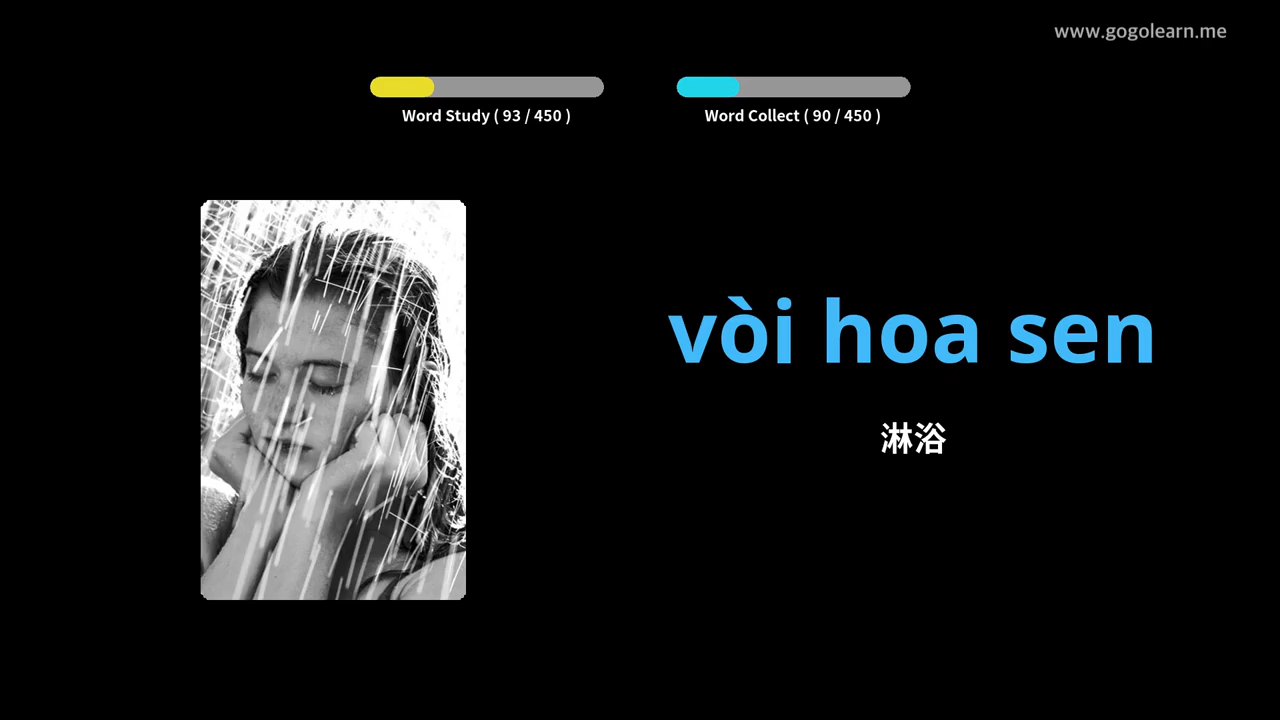 www.gogolearn.me
Word Study ( 93 / 450 )
Word Collect ( 90 / 450 )
vòi hoa sen
淋浴